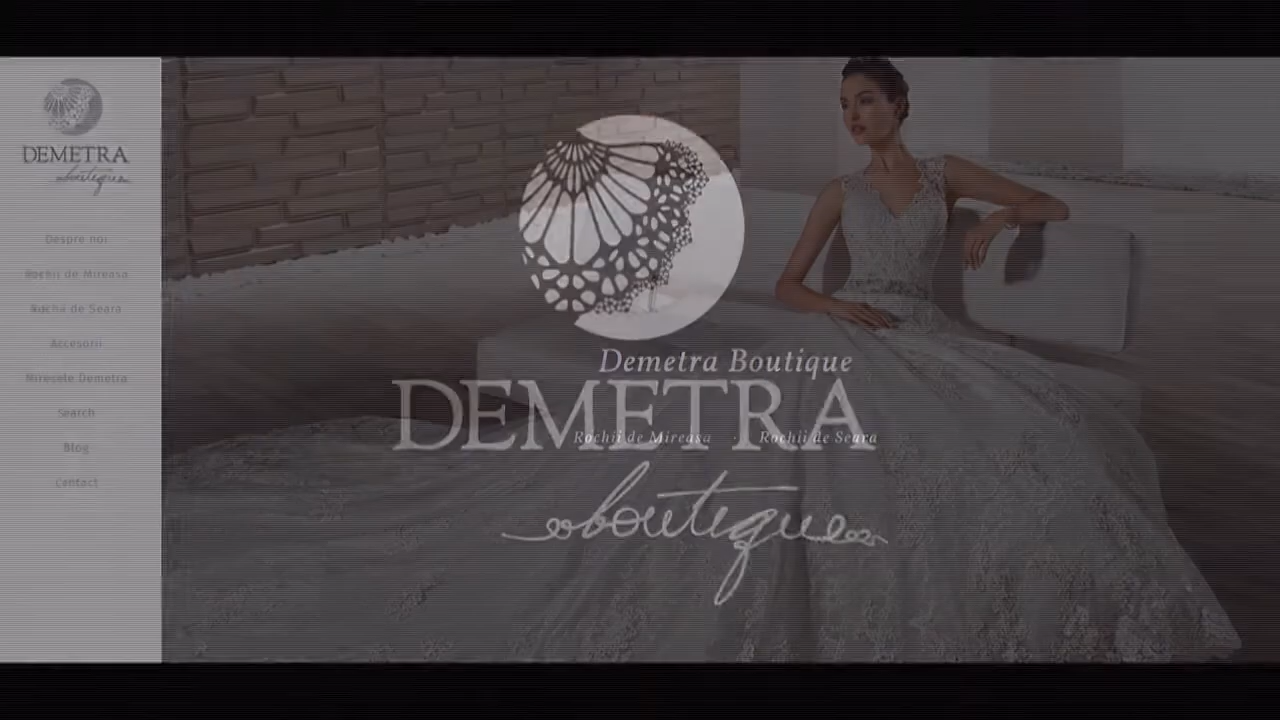 DEMETRA
boutique
Despre noi
Rochii de Mireasa
Rochii de Seara
Accesorii
Miresele Demetra
Search
Blog
Contact
Demetra Boutique
DEMETRA
Rochii de Mireasa · Rochii de Seara
boutique